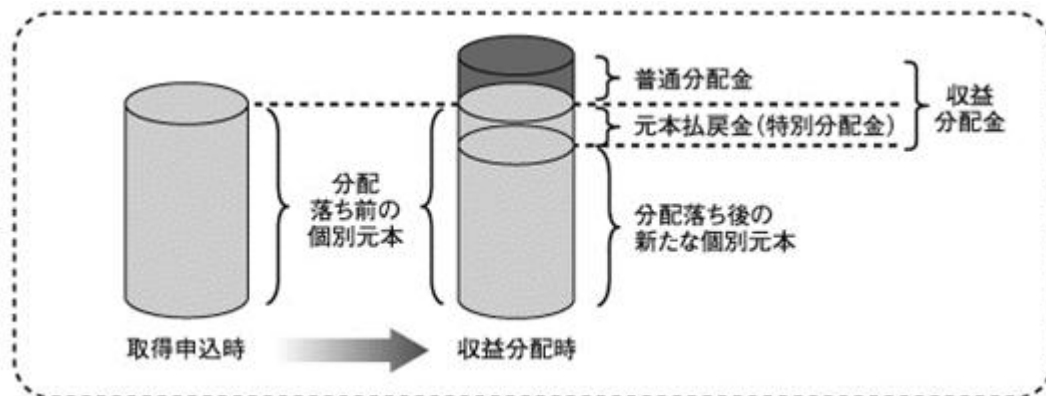 普通分配金
元本払戻金(特別分配金)
収益
分配金
分配
落ち前の
個別元本
分配落ち後の
新たな個別元本
取得申込時
収益分配時